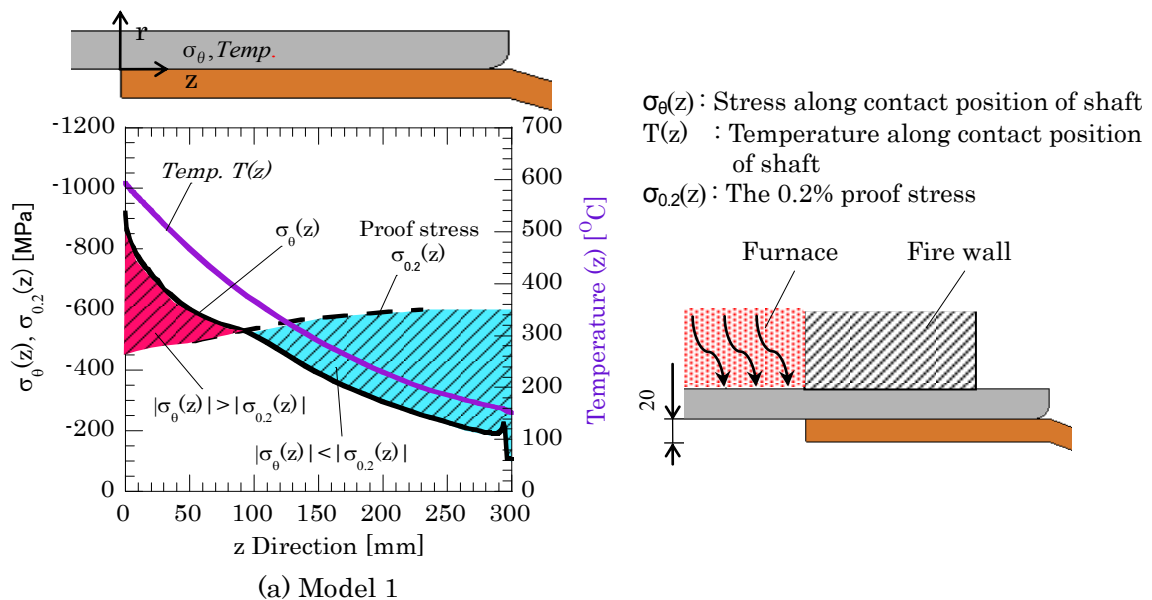 r
σθ, Temp.
z
-1200
-1000
-800
-600
-400
-200
0
σθ(z), σ0.2(z) [MPa]
700
600
500
400
300
200
100
0
Temperature (z) [OC]
Temp. T(z)
σθ(z)
Proof stress
σ0.2(z)
|σθ(z)|>|σ0.2(z)|
|σθ(z)|<|σ0.2(z)|
0 50 100 150 200 250 300
z Direction [mm]
(a) Model 1
σθ(z) : Stress along contact position of shaft
T(z) : Temperature along contact position
of shaft
σ0.2(z) : The 0.2% proof stress
Furnace Fire wall
20